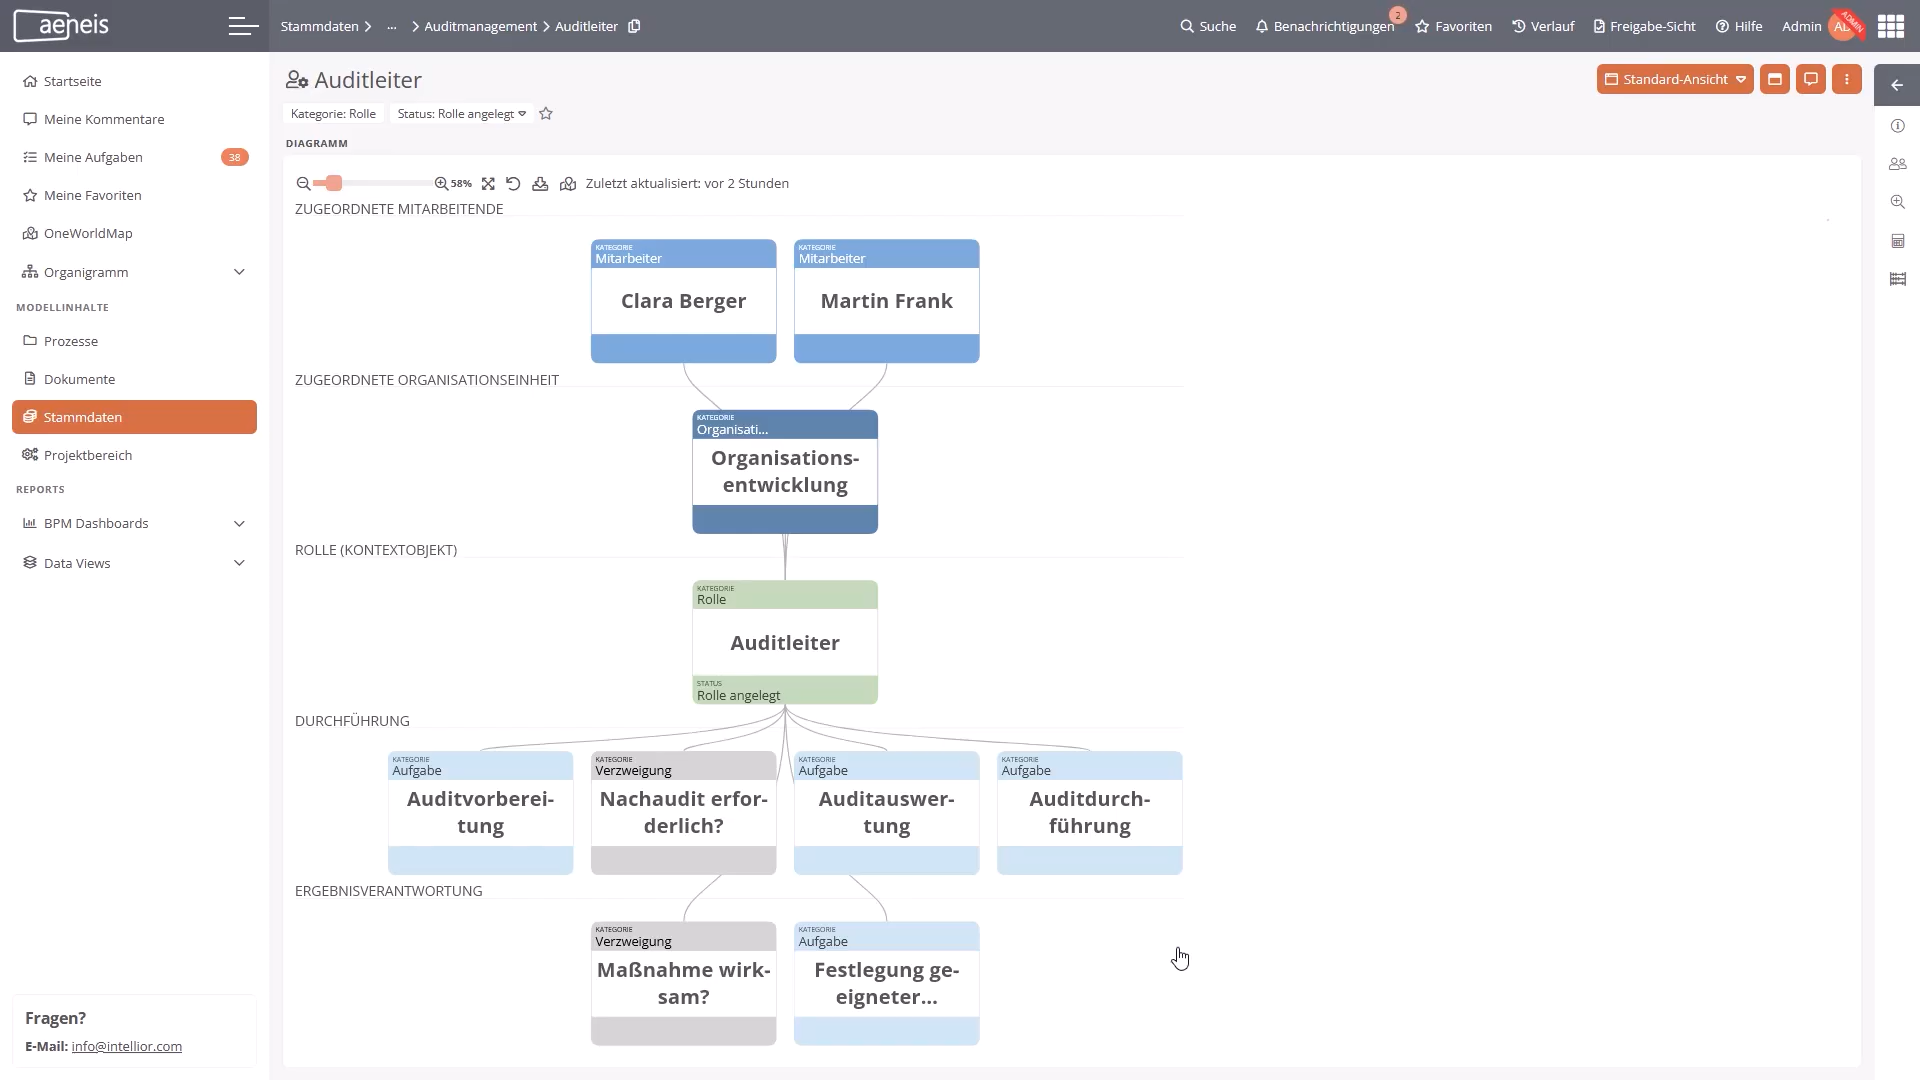 aeneis
Stammdaten
...
Auditmanagement
Auditleiter
Suche
Benachrichtigungen
2
Favoriten
Verlauf
Freigabe-Sicht
Hilfe
Admin
ADMIN
Startseite
Meine Kommentare
Meine Aufgaben
38
Meine Favoriten
OneWorldMap
Organigramm
MODELLINHALTE
Prozesse
Dokumente
Stammdaten
Projektbereich
REPORTS
BPM Dashboards
Data Views
Fragen?
E-Mail: info@intellior.com
Auditleiter
Standard-Ansicht
Kategorie: Rolle
Status: Rolle angelegt
DIAGRAMM
58%
Zuletzt aktualisiert: vor 2 Stunden
ZUGEORDNETE MITARBEITENDE
KATEGORIE
Mitarbeiter
Clara Berger
KATEGORIE
Mitarbeiter
Martin Frank
ZUGEORDNETE ORGANISATIONSEINHEIT
KATEGORIE
Organisati...
Organisations-
entwicklung
ROLLE (KONTEXTOBJEKT)
KATEGORIE
Rolle
Auditleiter
STATUS
Rolle angelegt
DURCHFÜHRUNG
KATEGORIE
Aufgabe
Auditvorberei-
tung
KATEGORIE
Verzweigung
Nachaudit erfor-
derlich?
KATEGORIE
Aufgabe
Auditauswer-
tung
KATEGORIE
Aufgabe
Auditdurch-
führung
ERGEBNISVERANTWORTUNG
KATEGORIE
Verzweigung
Maßnahme wirk-
sam?
KATEGORIE
Aufgabe
Festlegung ge-
eigneter...